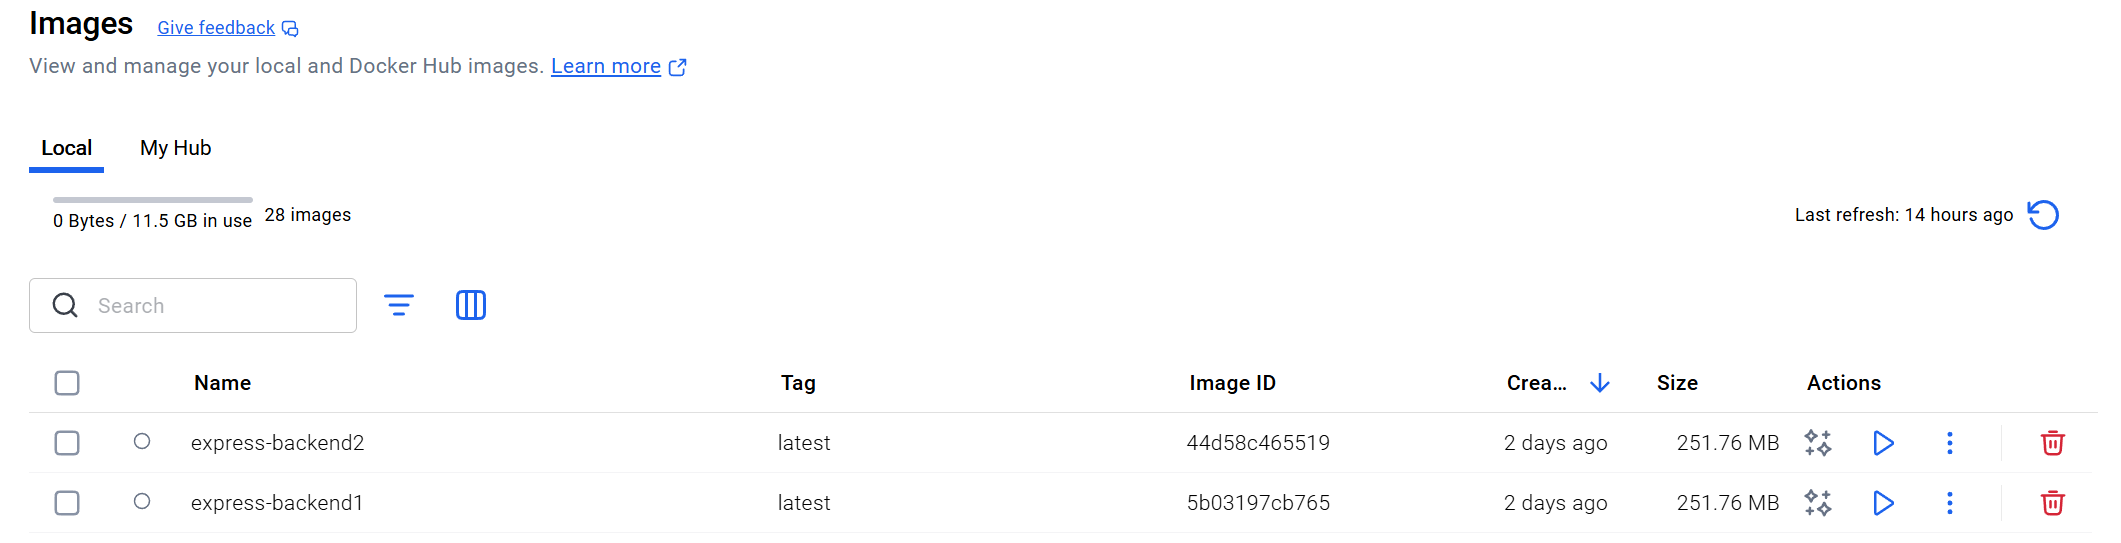 Images Give feedback
View and manage your local and Docker Hub images. Learn more
Local My Hub
0 Bytes / 11.5 GB in use 28 images Last refresh: 14 hours ago
Search
Name Tag Image ID Crea... Size Actions
express-backend2 latest 44d58c465519 2 days ago 251.76 MB
express-backend1 latest 5b03197cb765 2 days ago 251.76 MB